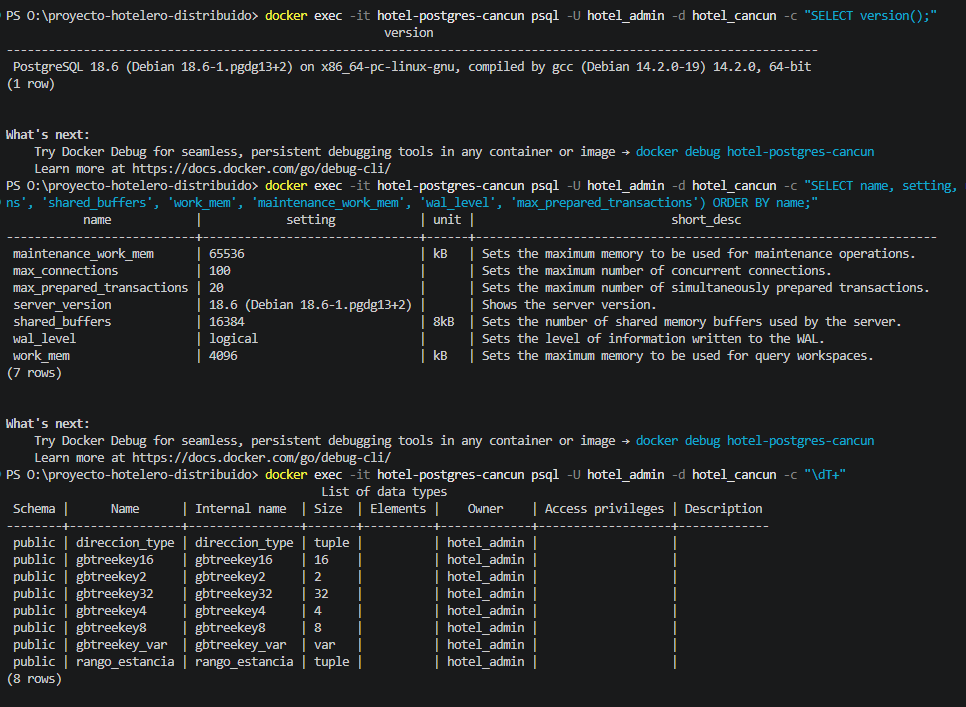 PS O:\proyecto-hotelero-distribuido> docker exec -it hotel-postgres-cancun psql -U hotel_admin -d hotel_cancun -c "SELECT version();"
version
---------------------------------------------------------------------------------------------------------------------
PostgreSQL 18.6 (Debian 18.6-1.pgdg13+2) on x86_64-pc-linux-gnu, compiled by gcc (Debian 14.2.0-19) 14.2.0, 64-bit
(1 row)
What's next:
Try Docker Debug for seamless, persistent debugging tools in any container or image → docker debug hotel-postgres-cancun
Learn more at https://docs.docker.com/go/debug-cli/
PS O:\proyecto-hotelero-distribuido> docker exec -it hotel-postgres-cancun psql -U hotel_admin -d hotel_cancun -c "SELECT name, setting,
ns', 'shared_buffers', 'work_mem', 'maintenance_work_mem', 'wal_level', 'max_prepared_transactions') ORDER BY name;"
name | setting | unit | short_desc
---------------------------+--------------------------------+------+------------------------------------------------------------------
maintenance_work_mem | 65536 | kB | Sets the maximum memory to be used for maintenance operations.
max_connections | 100 | | Sets the maximum number of concurrent connections.
max_prepared_transactions | 20 | | Sets the maximum number of simultaneously prepared transactions.
server_version | 18.6 (Debian 18.6-1.pgdg13+2) | | Shows the server version.
shared_buffers | 16384 | 8kB | Sets the number of shared memory buffers used by the server.
wal_level | logical | | Sets the level of information written to the WAL.
work_mem | 4096 | kB | Sets the maximum memory to be used for query workspaces.
(7 rows)
What's next:
Try Docker Debug for seamless, persistent debugging tools in any container or image → docker debug hotel-postgres-cancun
Learn more at https://docs.docker.com/go/debug-cli/
PS O:\proyecto-hotelero-distribuido> docker exec -it hotel-postgres-cancun psql -U hotel_admin -d hotel_cancun -c "\dT+"
List of data types
Schema | Name | Internal name | Size | Elements | Owner | Access privileges | Description
--------+----------------+----------------+-------+----------+-------------+-------------------+-------------
public | direccion_type | direccion_type | tuple | | hotel_admin | |
public | gbtreekey16 | gbtreekey16 | 16 | | hotel_admin | |
public | gbtreekey2 | gbtreekey2 | 2 | | hotel_admin | |
public | gbtreekey32 | gbtreekey32 | 32 | | hotel_admin | |
public | gbtreekey4 | gbtreekey4 | 4 | | hotel_admin | |
public | gbtreekey8 | gbtreekey8 | 8 | | hotel_admin | |
public | gbtreekey_var | gbtreekey_var | var | | hotel_admin | |
public | rango_estancia | rango_estancia | tuple | | hotel_admin | |
(8 rows)